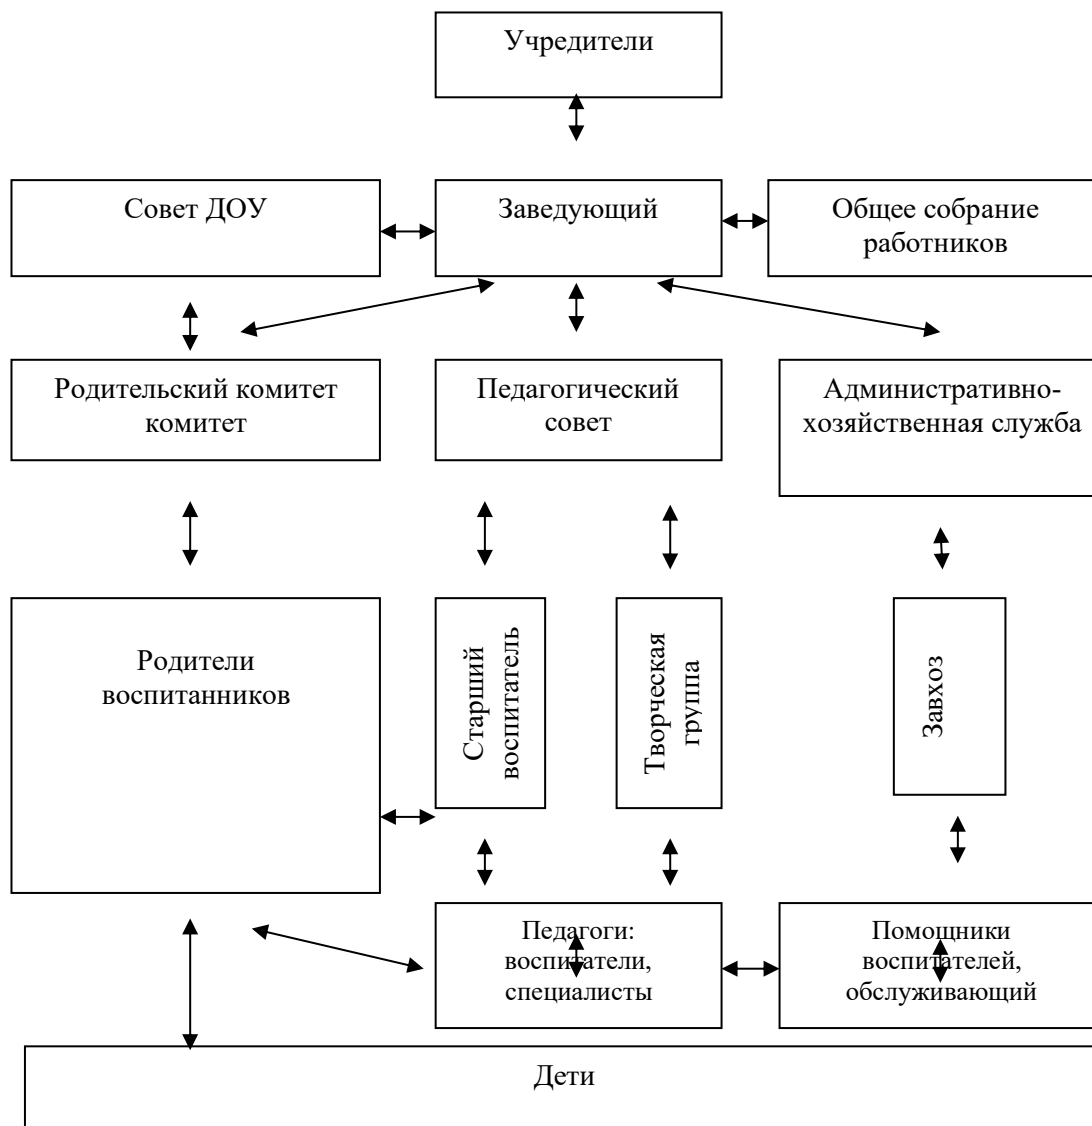 Учредители
Совет ДОУ
Заведующий
Общее собрание
работников
Родительский комитет
комитет
Педагогический
совет
Административно-
хозяйственная служба
Родители
воспитанников
Старший
воспитатель
Творческая
группа
Завхоз
Педагоги:
воспитатели,
специалисты
Помощники
воспитателей,
обслуживающий
Дети